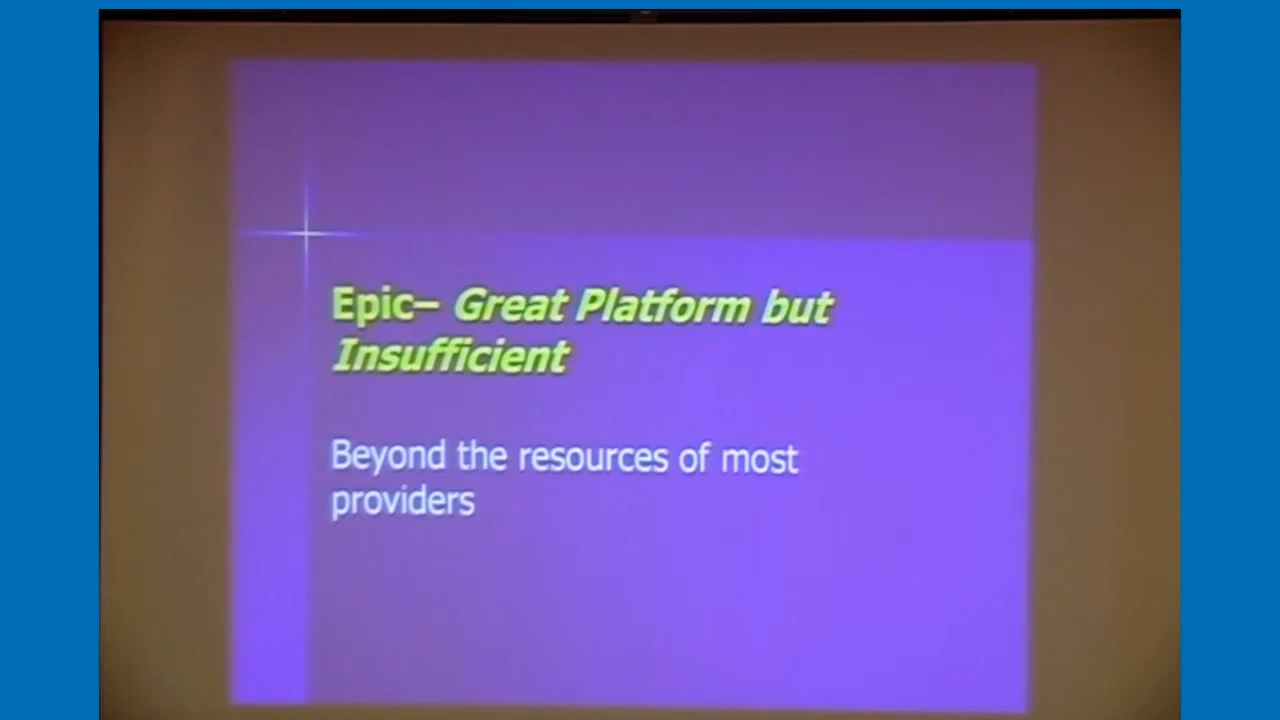 Epic– Great Platform but
Insufficient
Beyond the resources of most
providers